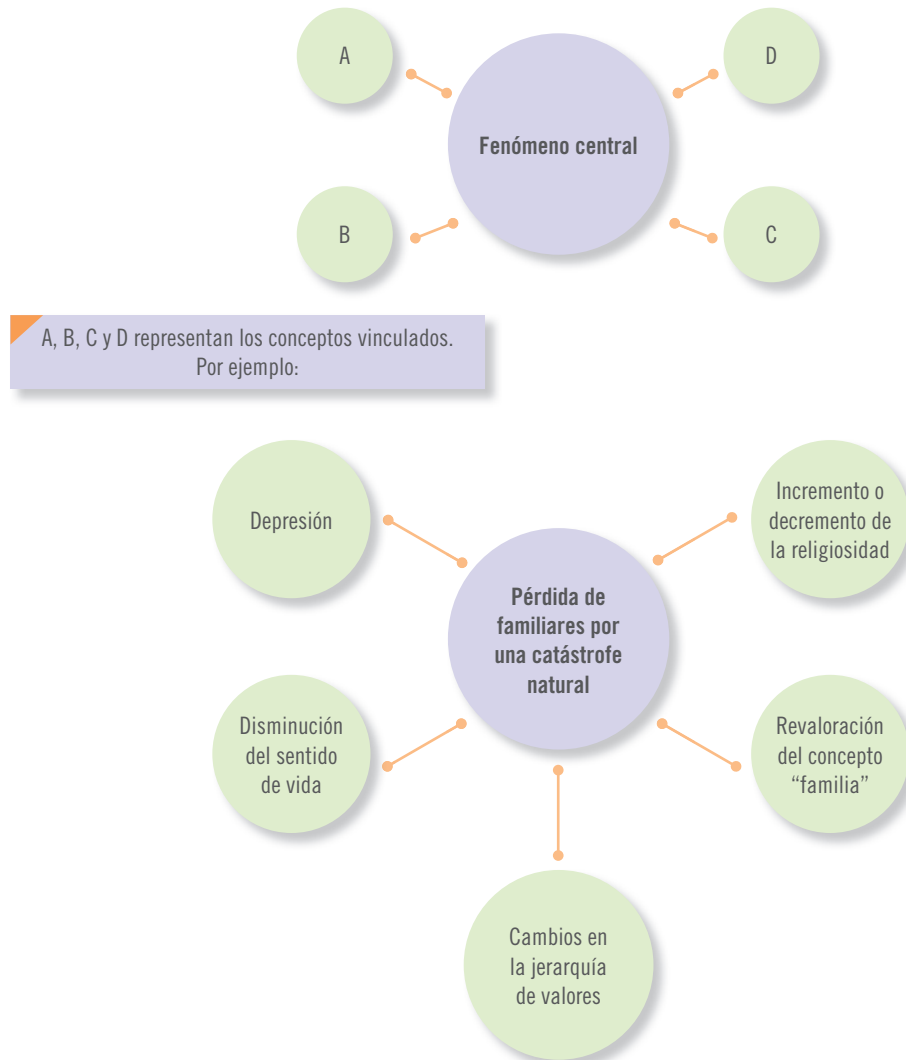 A
D
Fenómeno central
B
C
A, B, C y D representan los conceptos vinculados.
Por ejemplo:
Depresión
Incremento o
decremento de
la religiosidad
Pérdida de
familiares por
una catástrofe
natural
Disminución
del sentido
de vida
Revaloración
del concepto
“familia”
Cambios en
la jerarquía
de valores